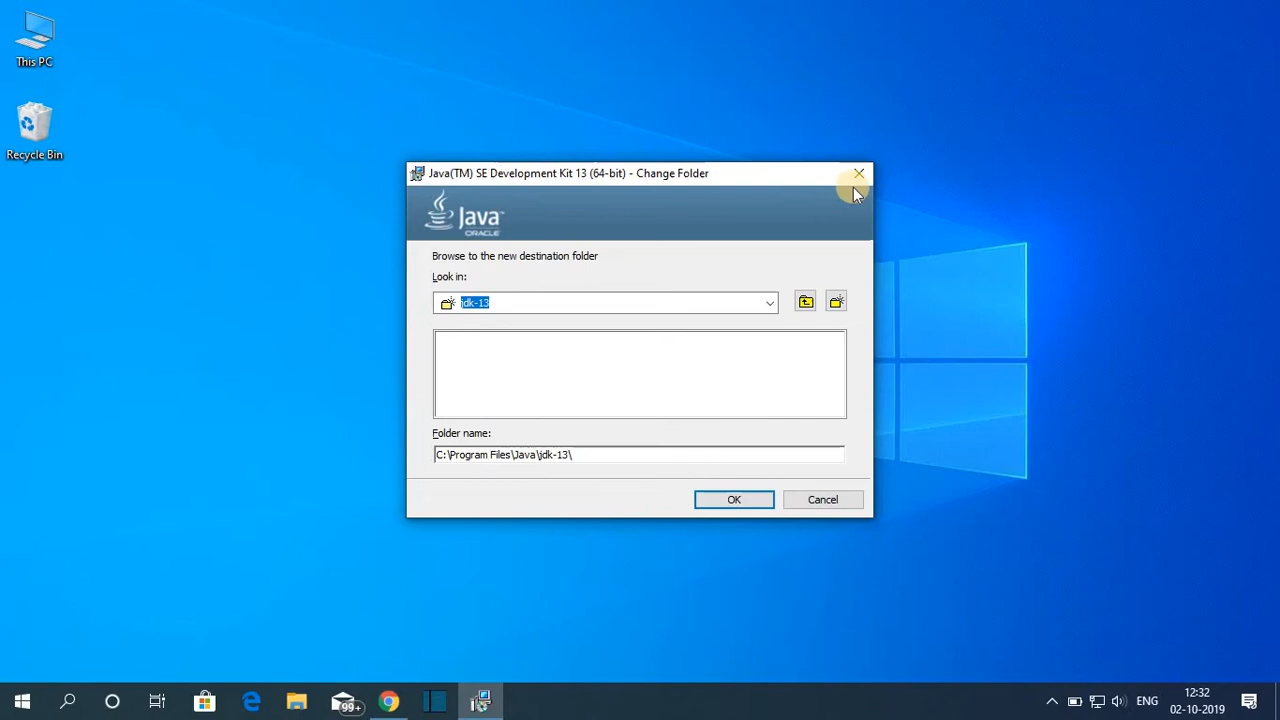 This PC
Recycle Bin
Java(TM) SE Development Kit 13 (64-bit) - Change Folder
Java
ORACLE
Browse to the new destination folder
Look in:
jdk-13
Folder name:
C:\Program Files\Java\jdk-13\
OK
Cancel
99+
ENG
12:32
02-10-2019